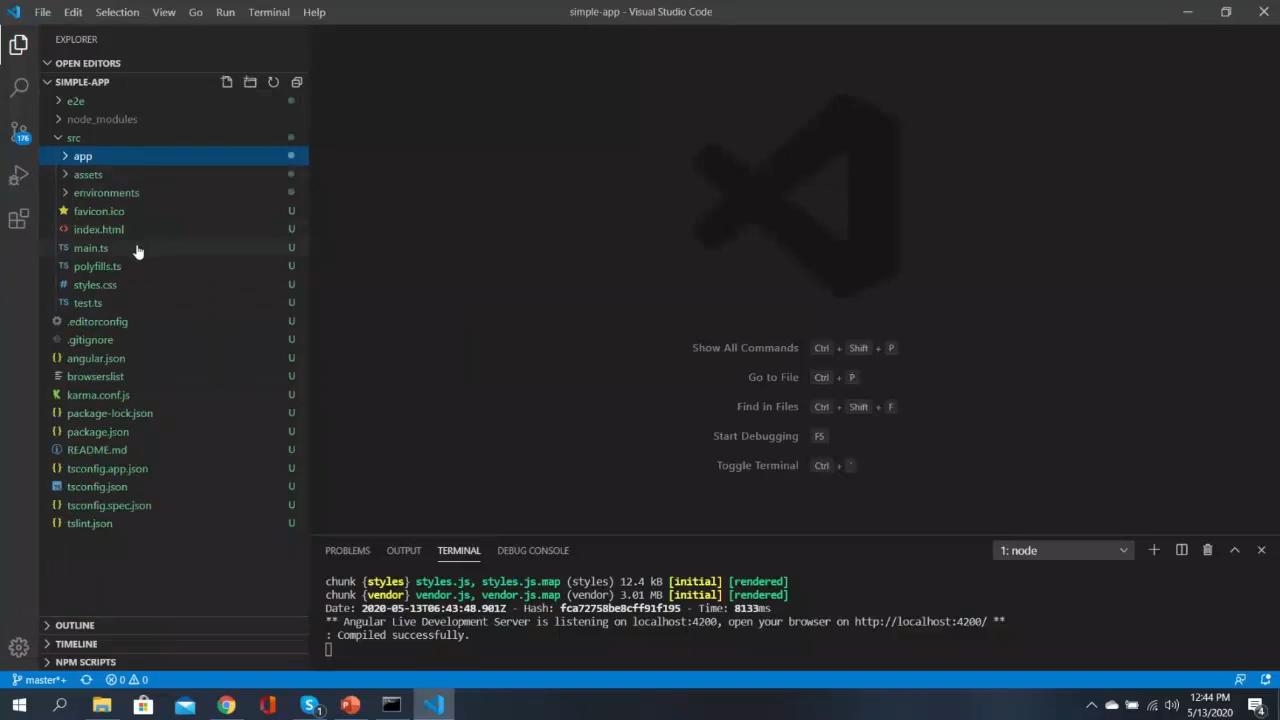 File Edit Selection View Go Run Terminal Help
simple-app - Visual Studio Code
EXPLORER
OPEN EDITORS
SIMPLE-APP
e2e
node_modules
src
app
assets
environments
favicon.ico U
index.html U
TS main.ts U
TS polyfills.ts U
# styles.css U
TS test.ts U
.editorconfig U
.gitignore U
{} angular.json U
browserslist U
K karma.conf.js U
{} package-lock.json U
{} package.json U
README.md U
{} tsconfig.app.json U
TS tsconfig.json U
{} tsconfig.spec.json U
{} tslint.json U
OUTLINE
TIMELINE
NPM SCRIPTS
176
Show All Commands Ctrl + Shift + P
Go to File Ctrl + P
Find in Files Ctrl + Shift + F
Start Debugging F5
Toggle Terminal Ctrl + `
PROBLEMS OUTPUT TERMINAL DEBUG CONSOLE 1: node
chunk {styles} styles.js, styles.js.map (styles) 12.4 kB [initial] [rendered]
chunk {vendor} vendor.js, vendor.js.map (vendor) 3.01 MB [initial] [rendered]
Date: 2020-05-13T06:43:48.901Z - Hash: fca72758be8cff91f195 - Time: 8133ms
** Angular Live Development Server is listening on localhost:4200, open your browser on http://localhost:4200/ **
: Compiled successfully.
master*+ 0 0
1
12:44 PM
5/13/2020
4